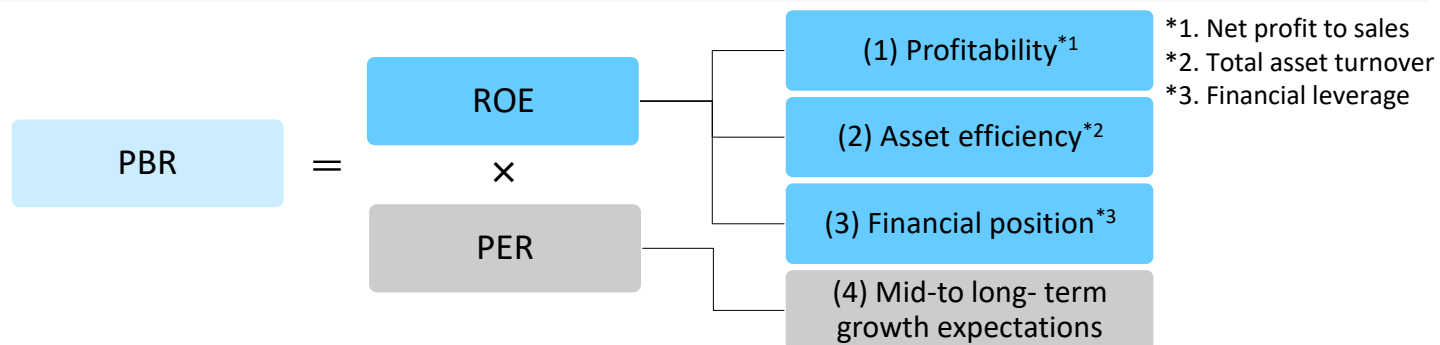 PBR
=
ROE
×
PER
(1) Profitability*1
(2) Asset efficiency*2
(3) Financial position*3
(4) Mid-to long- term
growth expectations
*1. Net profit to sales
*2. Total asset turnover
*3. Financial leverage